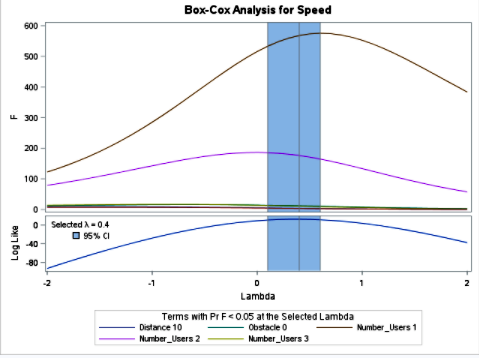 Box-Cox Analysis for Speed
600
500
400
F
300
200
100
0
Selected λ = 0.4
95% CI
0
-40
-80
Log Like
-2 -1 0 1 2
Lambda
Terms with Pr F < 0.05 at the Selected Lambda
Distance 10 Obstacle 0 Number_Users 1
Number_Users 2 Number_Users 3